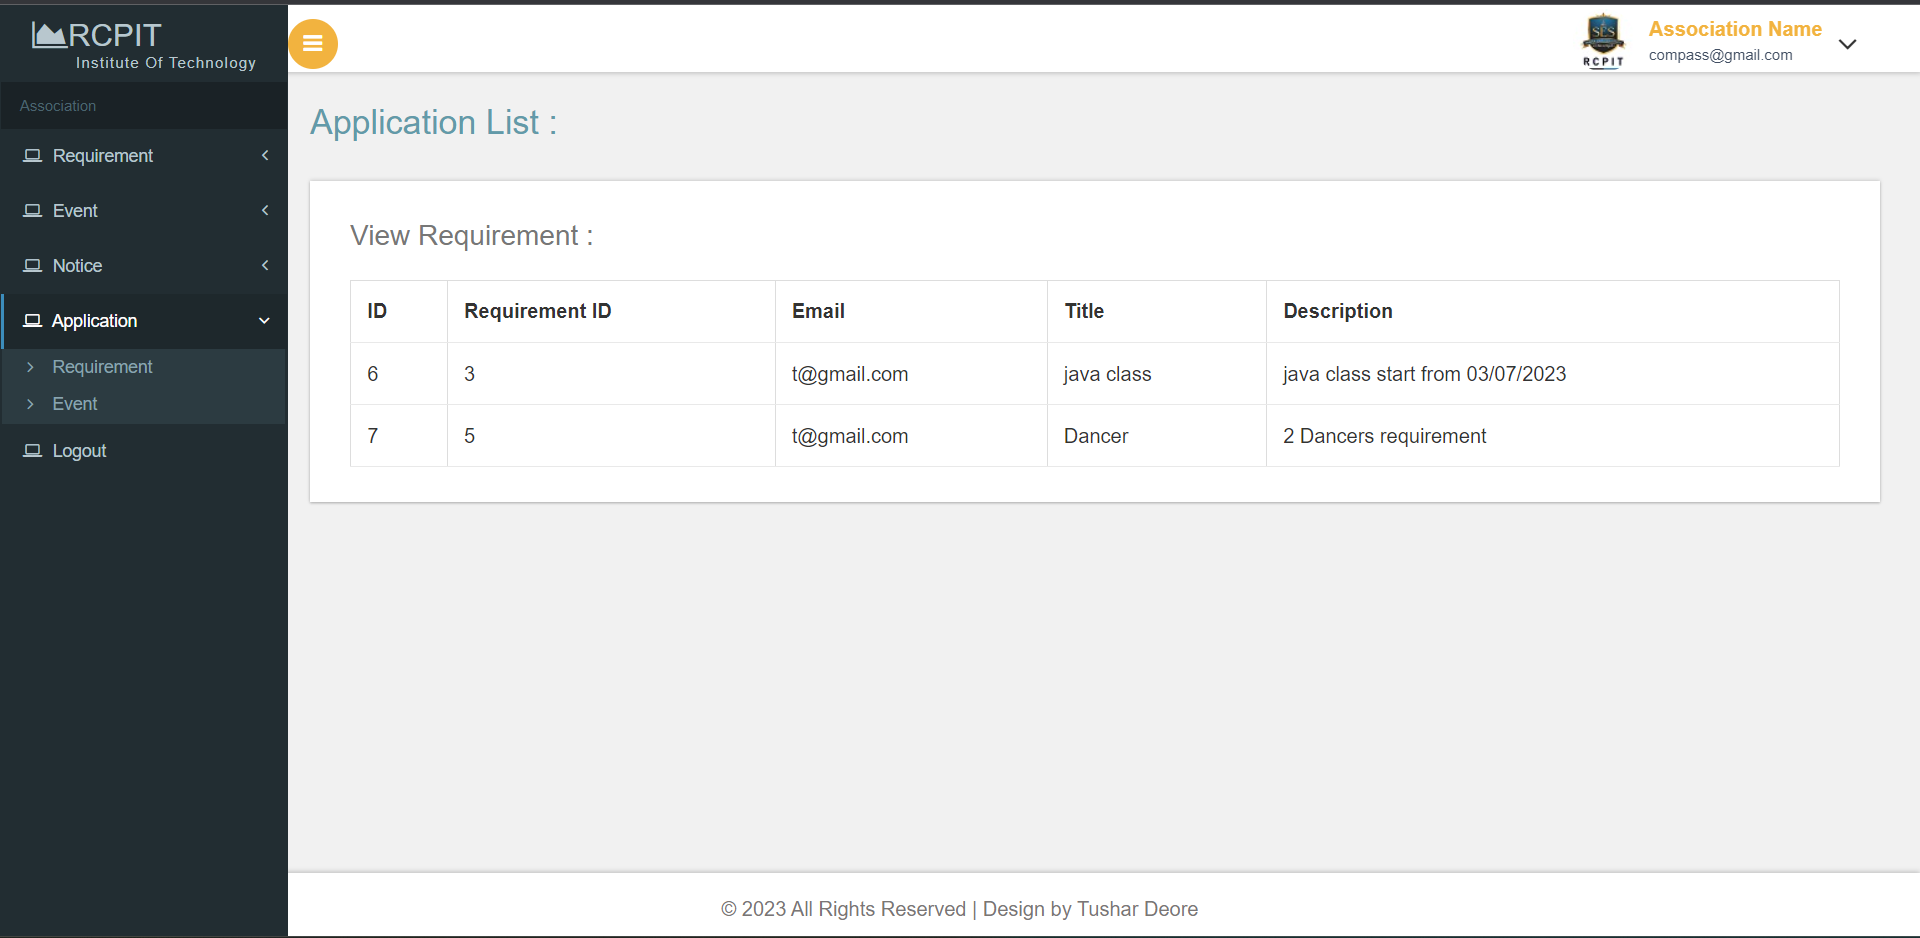 RCPIT
Institute Of Technology
Association Name
compass@gmail.com
SES
RCPIT
Association
Requirement
Event
Notice
Application
Requirement
Event
Logout
Application List :
View Requirement :
ID Requirement ID Email Title Description
6 3 t@gmail.com java class java class start from 03/07/2023
7 5 t@gmail.com Dancer 2 Dancers requirement
© 2023 All Rights Reserved | Design by Tushar Deore